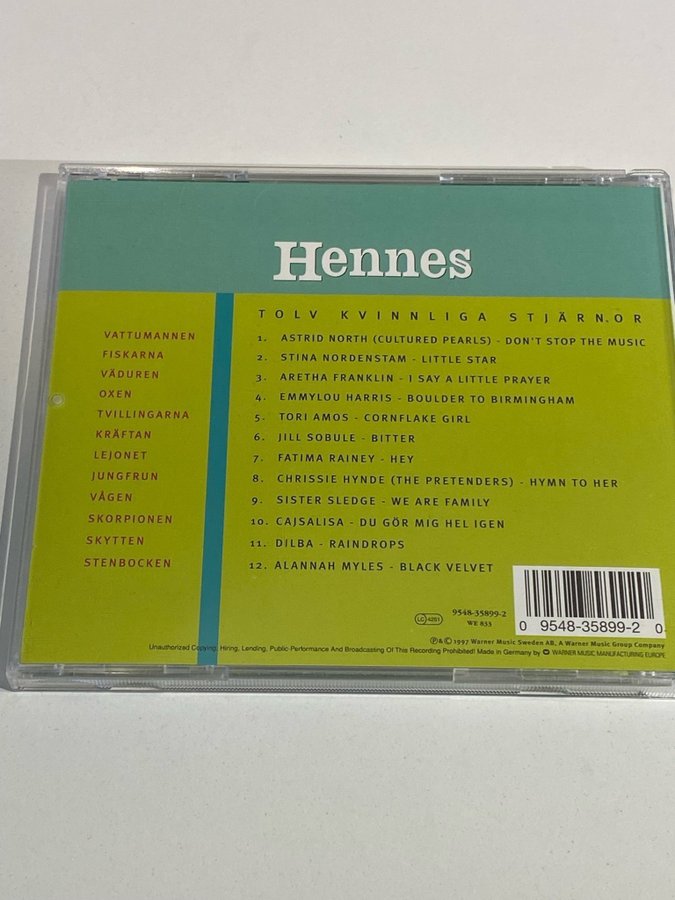 Hennes
TOLV KVINNLIGA STJÄRNOR
VATTUMANNEN
FISKARNA
VÄDUREN
OXEN
TVILLINGARNA
KRÄFTAN
LEJONET
JUNGFRUN
VÅGEN
SKORPIONEN
SKYTTEN
STENBOCKEN
1. ASTRID NORTH (CULTURED PEARLS) - DON'T STOP THE MUSIC
2. STINA NORDENSTAM - LITTLE STAR
3. ARETHA FRANKLIN - I SAY A LITTLE PRAYER
4. EMMYLOU HARRIS - BOULDER TO BIRMINGHAM
5. TORI AMOS - CORNFLAKE GIRL
6. JILL SOBULE - BITTER
7. FATIMA RAINEY - HEY
8. CHRISSIE HYNDE (THE PRETENDERS) - HYMN TO HER
9. SISTER SLEDGE - WE ARE FAMILY
10. CAJSALISA - DU GÖR MIG HEL IGEN
11. DILBA - RAINDROPS
12. ALANNAH MYLES - BLACK VELVET
LC 4281
9548-35899-2
WE 833
0 9548-35899-2 0
℗&© 1997 Warner Music Sweden AB, A Warner Music Group Company
Unauthorized Copying, Hiring, Lending, Public Performance And Broadcasting Of This Recording Prohibited! Made in Germany by WARNER MUSIC MANUFACTURING EUROPE